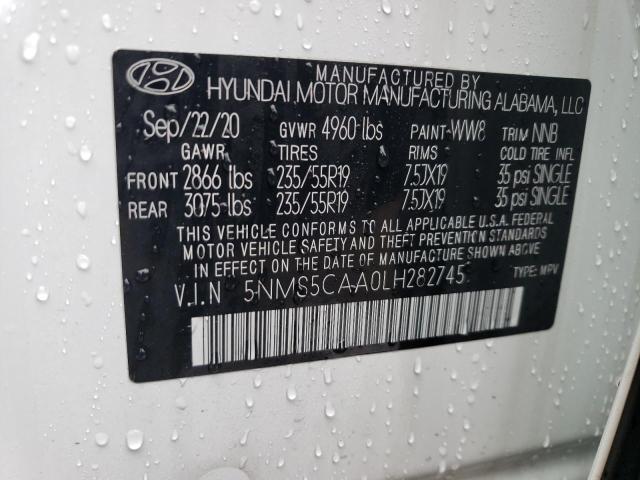 MANUFACTURED BY
HYUNDAI MOTOR MANUFACTURING ALABAMA, LLC
Sep/22/20 GVWR 4960 lbs PAINT-WW8 TRIM NNB
GAWR TIRES RIMS COLD TIRE INFL
FRONT 2866 lbs 235/55R19 7.5JX19 35 psi SINGLE
REAR 3075 lbs 235/55R19 7.5JX19 35 psi SINGLE
THIS VEHICLE CONFORMS TO ALL APPLICABLE U.S.A. FEDERAL
MOTOR VEHICLE SAFETY AND THEFT PREVENTION
STANDARDS IN EFFECT ON THE DATE OF MANUFACTURE SHOWN ABOVE.
V.I.N 5NMS5CAA0LH282745 TYPE: MPV